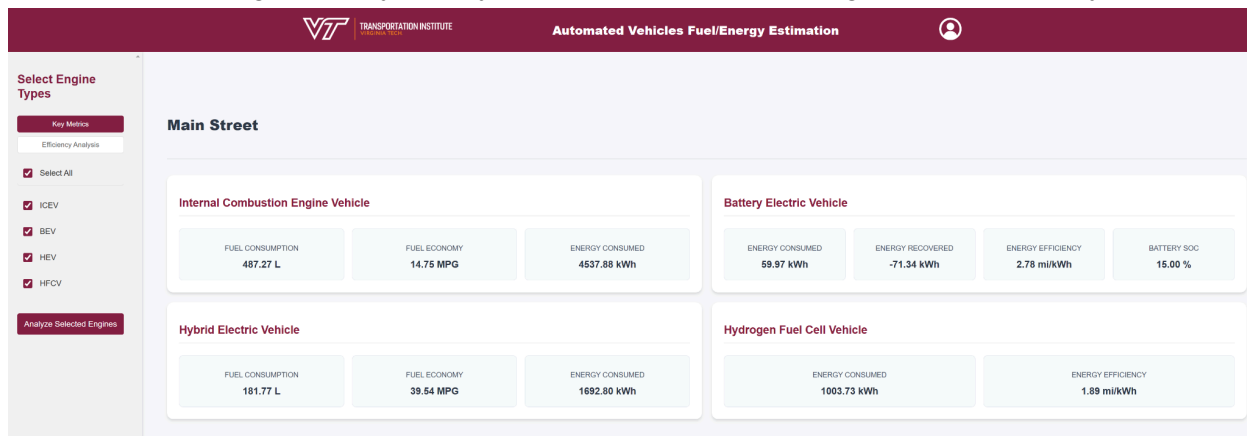 VT TRANSPORTATION INSTITUTE
VIRGINIA TECH
Automated Vehicles Fuel/Energy Estimation
Select Engine
Types
Key Metrics
Efficiency Analysis
Select All
ICEV
BEV
HEV
HFCV
Analyze Selected Engines
Main Street
Internal Combustion Engine Vehicle
FUEL CONSUMPTION
487.27 L
FUEL ECONOMY
14.75 MPG
ENERGY CONSUMED
4537.88 kWh
Battery Electric Vehicle
ENERGY CONSUMED
59.97 kWh
ENERGY RECOVERED
-71.34 kWh
ENERGY EFFICIENCY
2.78 mi/kWh
BATTERY SOC
15.00 %
Hybrid Electric Vehicle
FUEL CONSUMPTION
181.77 L
FUEL ECONOMY
39.54 MPG
ENERGY CONSUMED
1692.80 kWh
Hydrogen Fuel Cell Vehicle
ENERGY CONSUMED
1003.73 kWh
ENERGY EFFICIENCY
1.89 mi/kWh